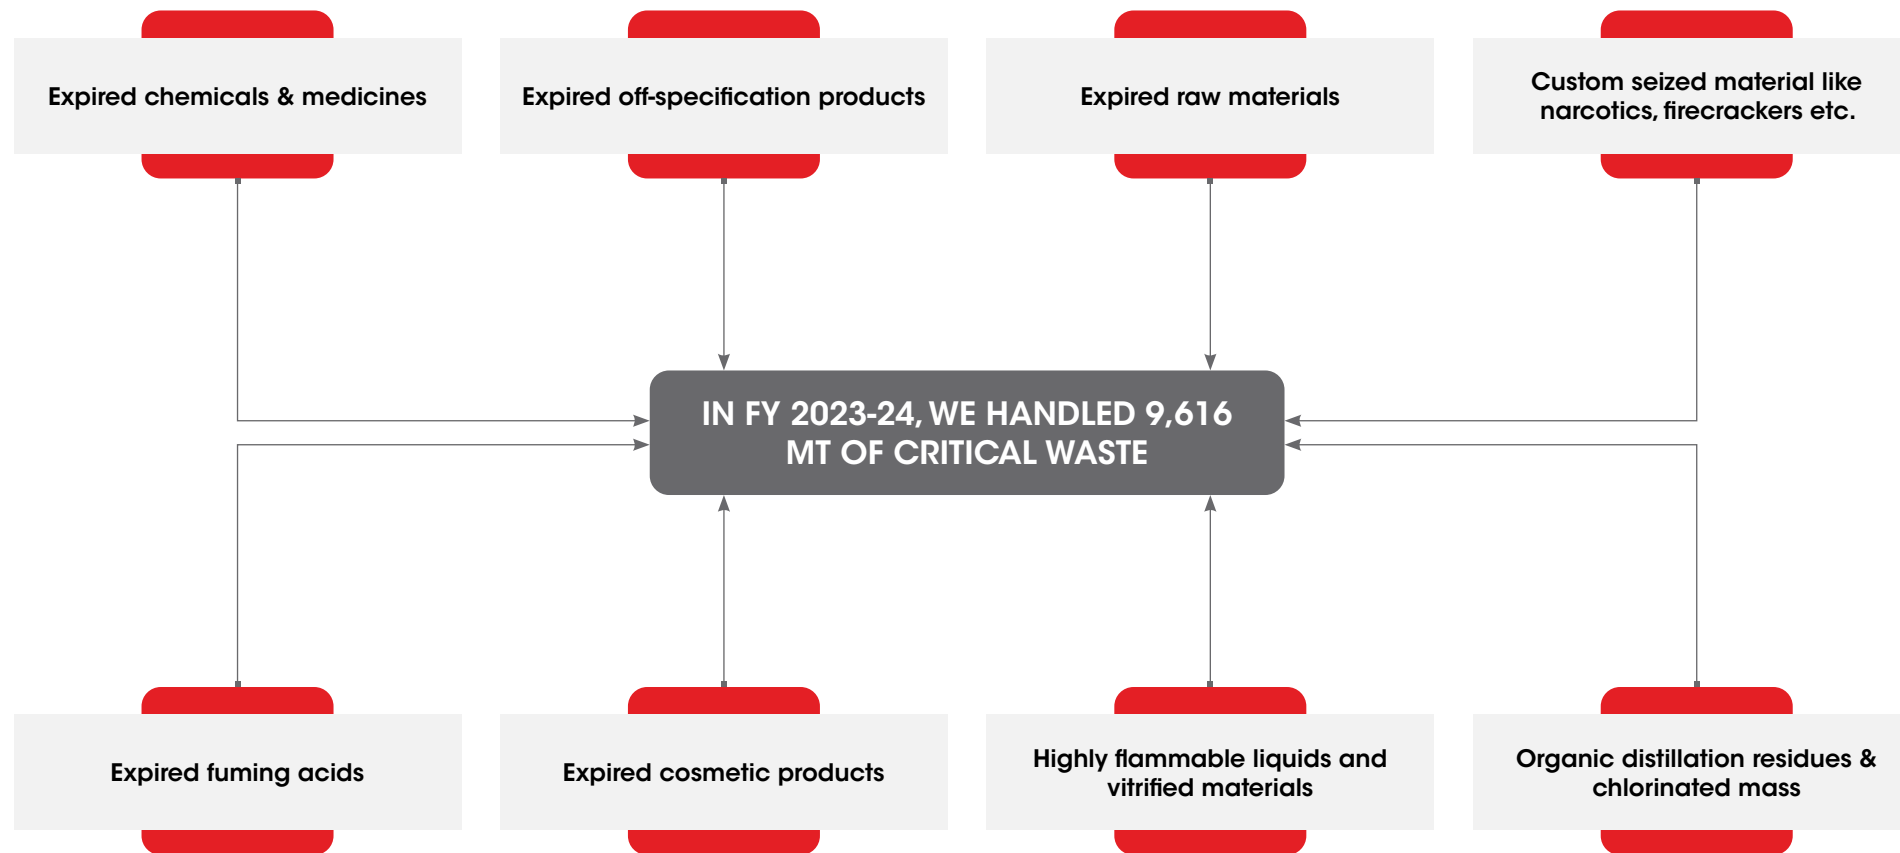 Expired chemicals & medicines
Expired off-specification products
Expired raw materials
Custom seized material like
narcotics, firecrackers etc.
IN FY 2023-24, WE HANDLED 9,616
MT OF CRITICAL WASTE
Expired fuming acids
Expired cosmetic products
Highly flammable liquids and
vitrified materials
Organic distillation residues &
chlorinated mass